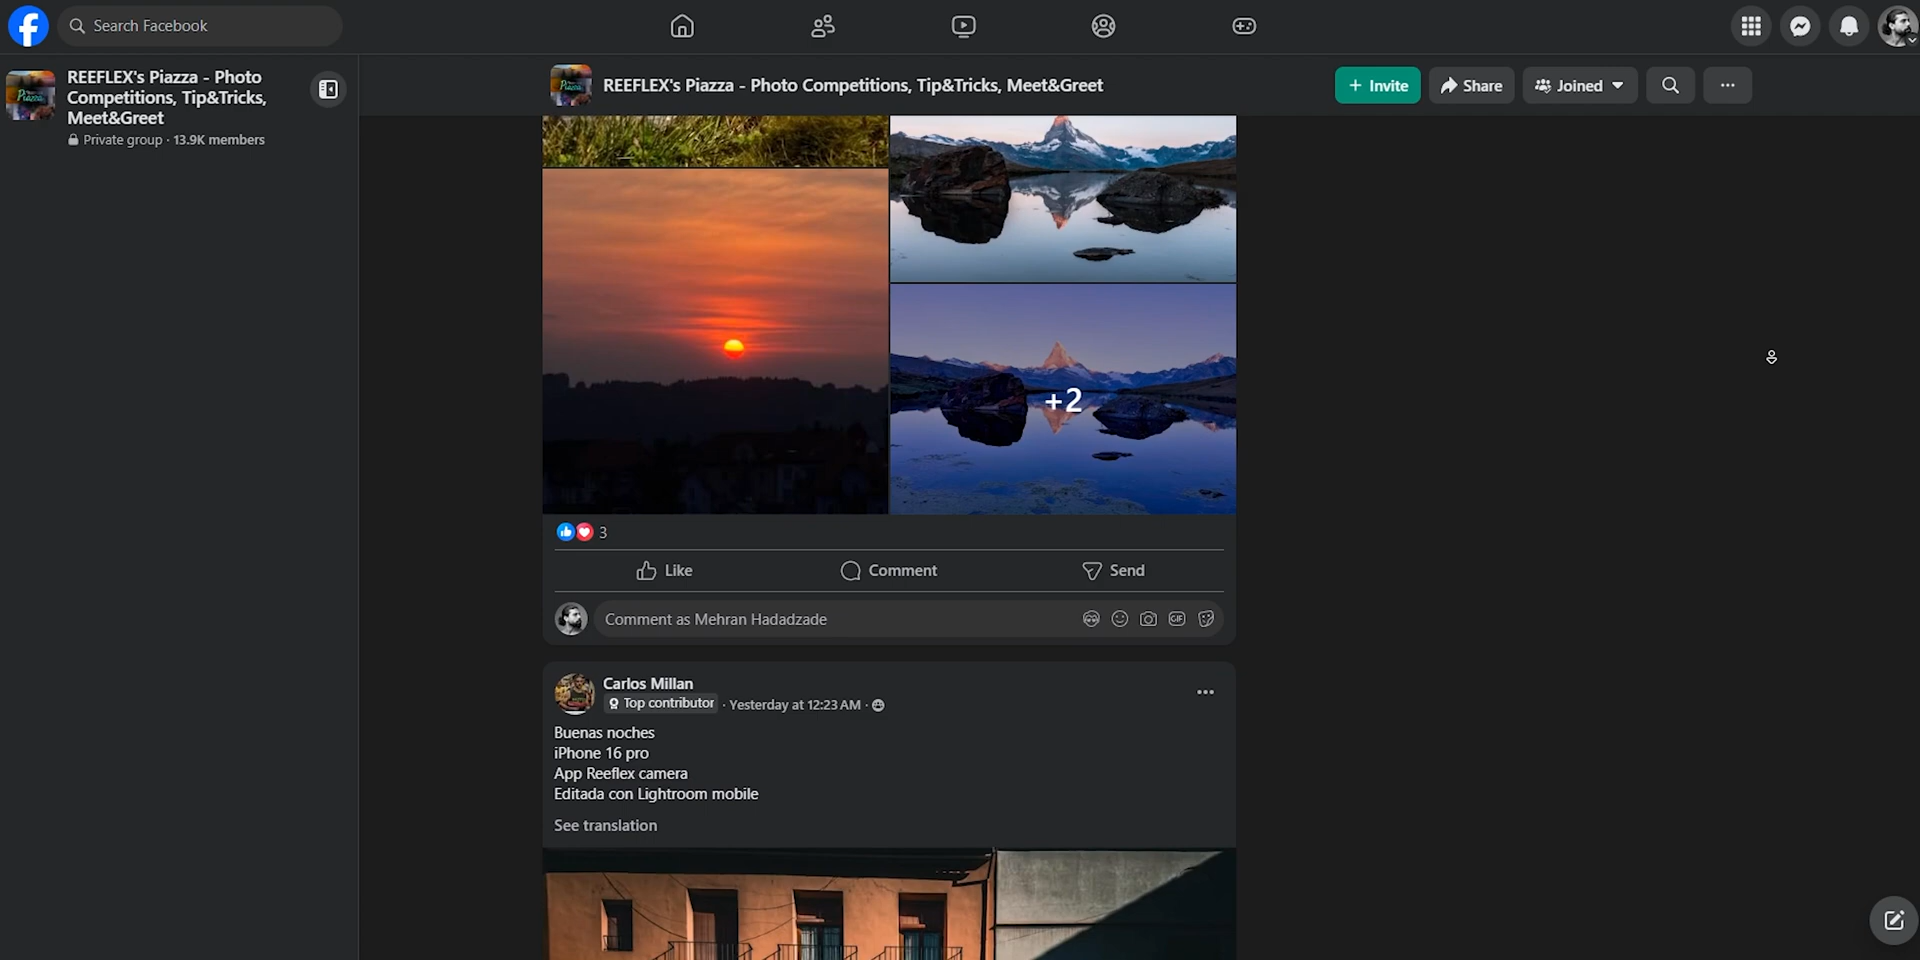 Search Facebook
REEFLEX's Piazza - Photo
Competitions, Tip&Tricks,
Meet&Greet
Private group · 13.9K members
REEFLEX's Piazza - Photo Competitions, Tip&Tricks, Meet&Greet
+ Invite
Share
Joined
+2
3
Like
Comment
Send
Comment as Mehran Hadadzade
GIF
Carlos Millan
Top contributor · Yesterday at 12:23 AM ·
Buenas noches
iPhone 16 pro
App Reeflex camera
Editada con Lightroom mobile
See translation